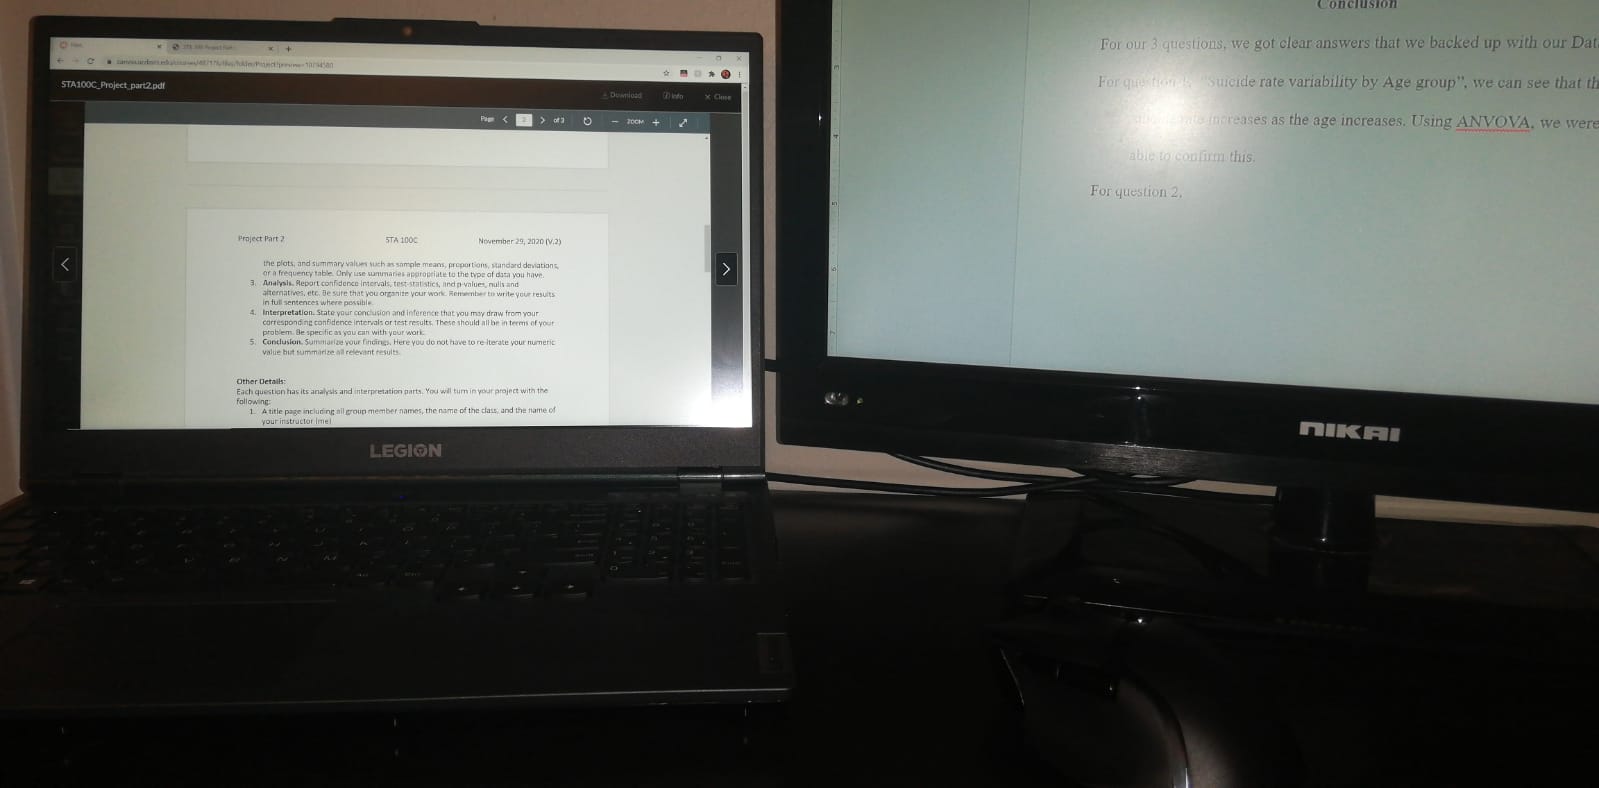 STA100C_Project_part2.pdf
Download
Info
Close
Page
2
of 3
ZOOM
Project Part 2
STA 100C
November 29, 2020 (V.2)
the plots, and summary values such as sample means, proportions, standard deviations,
or a frequency table. Only use summaries appropriate to the type of data you have.
3. Analysis. Report confidence intervals, test-statistics, and p-values, nulls and
alternatives, etc. Be sure that you organize your work. Remember to write your results
in full sentences where possible.
4. Interpretation. State your conclusion and inference that you may draw from your
corresponding confidence intervals or test results. These should all be in terms of your
problem. Be specific as you can with your work.
5. Conclusion. Summarize your findings. Here you do not have to re-iterate your numeric
value but summarize all relevant results.
Other Details:
Each question has its analysis and interpretation parts. You will turn in your project with the
following:
1. A title page including all group member names, the name of the class, and the name of
your instructor (me)
LEGION
Conclusion
For our 3 questions, we got clear answers that we backed up with our Dat
For question "Suicide rate variability by Age group", we can see that th
rate increases as the age increases. Using ANVOVA, we were
able to confirm this.
For question 2,
NIKAI